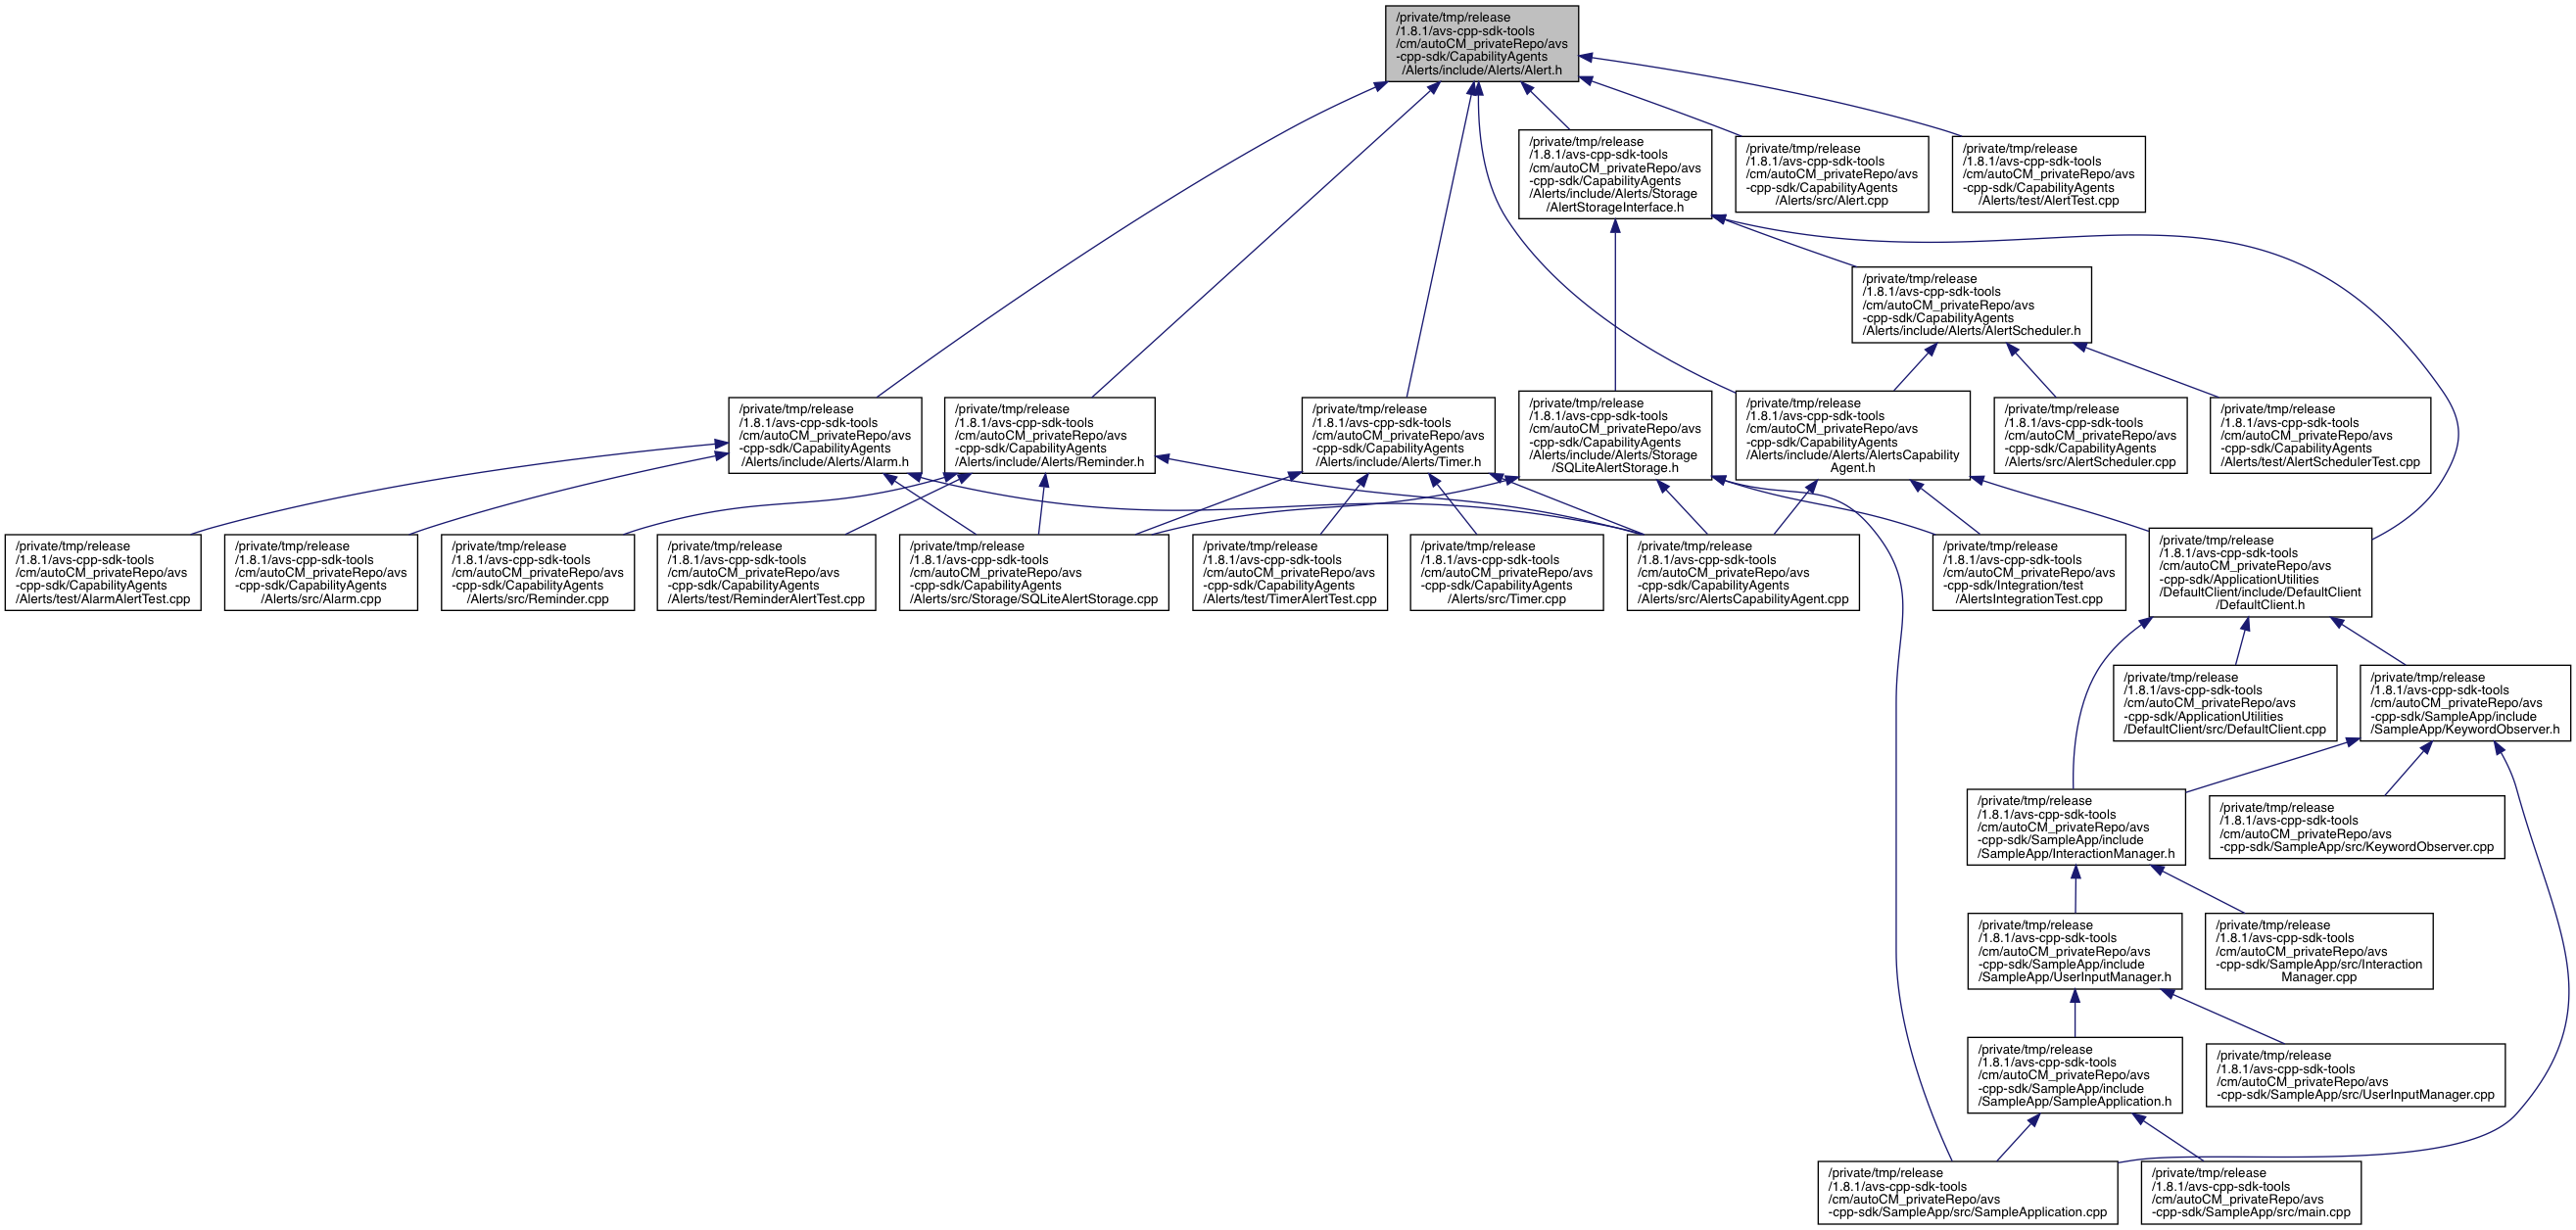 /private/tmp/release
/1.8.1/avs-cpp-sdk-tools
/cm/autoCM_privateRepo/avs
-cpp-sdk/CapabilityAgents
/Alerts/include/Alerts/Alert.h
/private/tmp/release
/1.8.1/avs-cpp-sdk-tools
/cm/autoCM_privateRepo/avs
-cpp-sdk/CapabilityAgents
/Alerts/include/Alerts/Storage
/AlertStorageInterface.h
/private/tmp/release
/1.8.1/avs-cpp-sdk-tools
/cm/autoCM_privateRepo/avs
-cpp-sdk/CapabilityAgents
/Alerts/src/Alert.cpp
/private/tmp/release
/1.8.1/avs-cpp-sdk-tools
/cm/autoCM_privateRepo/avs
-cpp-sdk/CapabilityAgents
/Alerts/test/AlertTest.cpp
/private/tmp/release
/1.8.1/avs-cpp-sdk-tools
/cm/autoCM_privateRepo/avs
-cpp-sdk/CapabilityAgents
/Alerts/include/Alerts/AlertScheduler.h
/private/tmp/release
/1.8.1/avs-cpp-sdk-tools
/cm/autoCM_privateRepo/avs
-cpp-sdk/CapabilityAgents
/Alerts/include/Alerts/Alarm.h
/private/tmp/release
/1.8.1/avs-cpp-sdk-tools
/cm/autoCM_privateRepo/avs
-cpp-sdk/CapabilityAgents
/Alerts/include/Alerts/Reminder.h
/private/tmp/release
/1.8.1/avs-cpp-sdk-tools
/cm/autoCM_privateRepo/avs
-cpp-sdk/CapabilityAgents
/Alerts/include/Alerts/Timer.h
/private/tmp/release
/1.8.1/avs-cpp-sdk-tools
/cm/autoCM_privateRepo/avs
-cpp-sdk/CapabilityAgents
/Alerts/include/Alerts/Storage
/SQLiteAlertStorage.h
/private/tmp/release
/1.8.1/avs-cpp-sdk-tools
/cm/autoCM_privateRepo/avs
-cpp-sdk/CapabilityAgents
/Alerts/include/Alerts/AlertsCapability
Agent.h
/private/tmp/release
/1.8.1/avs-cpp-sdk-tools
/cm/autoCM_privateRepo/avs
-cpp-sdk/CapabilityAgents
/Alerts/src/AlertScheduler.cpp
/private/tmp/release
/1.8.1/avs-cpp-sdk-tools
/cm/autoCM_privateRepo/avs
-cpp-sdk/CapabilityAgents
/Alerts/test/AlertSchedulerTest.cpp
/private/tmp/release
/1.8.1/avs-cpp-sdk-tools
/cm/autoCM_privateRepo/avs
-cpp-sdk/CapabilityAgents
/Alerts/test/AlarmAlertTest.cpp
/private/tmp/release
/1.8.1/avs-cpp-sdk-tools
/cm/autoCM_privateRepo/avs
-cpp-sdk/CapabilityAgents
/Alerts/src/Alarm.cpp
/private/tmp/release
/1.8.1/avs-cpp-sdk-tools
/cm/autoCM_privateRepo/avs
-cpp-sdk/CapabilityAgents
/Alerts/src/Reminder.cpp
/private/tmp/release
/1.8.1/avs-cpp-sdk-tools
/cm/autoCM_privateRepo/avs
-cpp-sdk/CapabilityAgents
/Alerts/test/ReminderAlertTest.cpp
/private/tmp/release
/1.8.1/avs-cpp-sdk-tools
/cm/autoCM_privateRepo/avs
-cpp-sdk/CapabilityAgents
/Alerts/src/Storage/SQLiteAlertStorage.cpp
/private/tmp/release
/1.8.1/avs-cpp-sdk-tools
/cm/autoCM_privateRepo/avs
-cpp-sdk/CapabilityAgents
/Alerts/test/TimerAlertTest.cpp
/private/tmp/release
/1.8.1/avs-cpp-sdk-tools
/cm/autoCM_privateRepo/avs
-cpp-sdk/CapabilityAgents
/Alerts/src/Timer.cpp
/private/tmp/release
/1.8.1/avs-cpp-sdk-tools
/cm/autoCM_privateRepo/avs
-cpp-sdk/CapabilityAgents
/Alerts/src/AlertsCapabilityAgent.cpp
/private/tmp/release
/1.8.1/avs-cpp-sdk-tools
/cm/autoCM_privateRepo/avs
-cpp-sdk/Integration/test
/AlertsIntegrationTest.cpp
/private/tmp/release
/1.8.1/avs-cpp-sdk-tools
/cm/autoCM_privateRepo/avs
-cpp-sdk/ApplicationUtilities
/DefaultClient/include/DefaultClient
/DefaultClient.h
/private/tmp/release
/1.8.1/avs-cpp-sdk-tools
/cm/autoCM_privateRepo/avs
-cpp-sdk/ApplicationUtilities
/DefaultClient/src/DefaultClient.cpp
/private/tmp/release
/1.8.1/avs-cpp-sdk-tools
/cm/autoCM_privateRepo/avs
-cpp-sdk/SampleApp/include
/SampleApp/KeywordObserver.h
/private/tmp/release
/1.8.1/avs-cpp-sdk-tools
/cm/autoCM_privateRepo/avs
-cpp-sdk/SampleApp/include
/SampleApp/InteractionManager.h
/private/tmp/release
/1.8.1/avs-cpp-sdk-tools
/cm/autoCM_privateRepo/avs
-cpp-sdk/SampleApp/src/KeywordObserver.cpp
/private/tmp/release
/1.8.1/avs-cpp-sdk-tools
/cm/autoCM_privateRepo/avs
-cpp-sdk/SampleApp/include
/SampleApp/UserInputManager.h
/private/tmp/release
/1.8.1/avs-cpp-sdk-tools
/cm/autoCM_privateRepo/avs
-cpp-sdk/SampleApp/src/Interaction
Manager.cpp
/private/tmp/release
/1.8.1/avs-cpp-sdk-tools
/cm/autoCM_privateRepo/avs
-cpp-sdk/SampleApp/include
/SampleApp/SampleApplication.h
/private/tmp/release
/1.8.1/avs-cpp-sdk-tools
/cm/autoCM_privateRepo/avs
-cpp-sdk/SampleApp/src/UserInputManager.cpp
/private/tmp/release
/1.8.1/avs-cpp-sdk-tools
/cm/autoCM_privateRepo/avs
-cpp-sdk/SampleApp/src/SampleApplication.cpp
/private/tmp/release
/1.8.1/avs-cpp-sdk-tools
/cm/autoCM_privateRepo/avs
-cpp-sdk/SampleApp/src/main.cpp